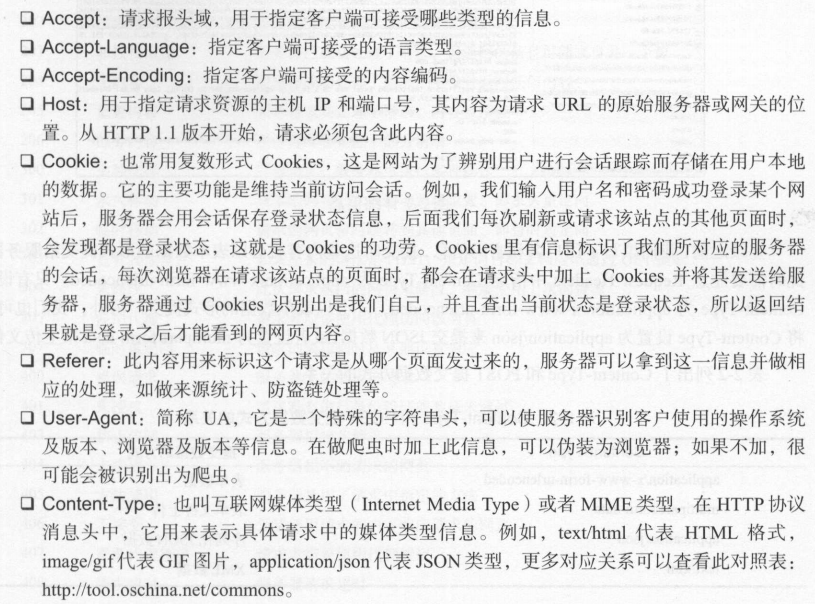 ❑ Accept：请求报头域，用于指定客户端可接受哪些类型的信息。
❑ Accept-Language：指定客户端可接受的语言类型。
❑ Accept-Encoding：指定客户端可接受的内容编码。
❑ Host：用于指定请求资源的主机 IP 和端口号，其内容为请求 URL 的原始服务器或网关的位
置。从 HTTP 1.1 版本开始，请求必须包含此内容。
❑ Cookie：也常用复数形式 Cookies，这是网站为了辨别用户进行会话跟踪而存储在用户本地
的数据。它的主要功能是维持当前访问会话。例如，我们输入用户名和密码成功登录某个网
站后，服务器会用会话保存登录状态信息，后面我们每次刷新或请求该站点的其他页面时，
会发现都是登录状态，这就是 Cookies 的功劳。Cookies 里有信息标识了我们所对应的服务器
的会话，每次浏览器在请求该站点的页面时，都会在请求头中加上 Cookies 并将其发送给服
务器，服务器通过 Cookies 识别出是我们自己，并且查出当前状态是登录状态，所以返回结
果就是登录之后才能看到的网页内容。
❑ Referer：此内容用来标识这个请求是从哪个页面发过来的，服务器可以拿到这一信息并做相
应的处理，如做来源统计、防盗链处理等。
❑ User-Agent：简称 UA，它是一个特殊的字符串头，可以使服务器识别客户使用的操作系统
及版本、浏览器及版本等信息。在做爬虫时加上此信息，可以伪装为浏览器；如果不加，很
可能会被识别出为爬虫。
❑ Content-Type：也叫互联网媒体类型（Internet Media Type）或者 MIME 类型，在 HTTP 协议
消息头中，它用来表示具体请求中的媒体类型信息。例如，text/html 代表 HTML 格式，
image/gif 代表 GIF 图片，application/json 代表 JSON 类型，更多对应关系可以查看此对照表：
http://tool.oschina.net/commons。